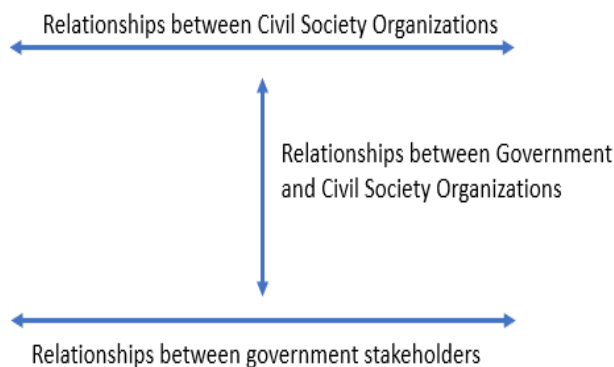 Relationships between Civil Society Organizations
Relationships between Government
and Civil Society Organizations
Relationships between government stakeholders